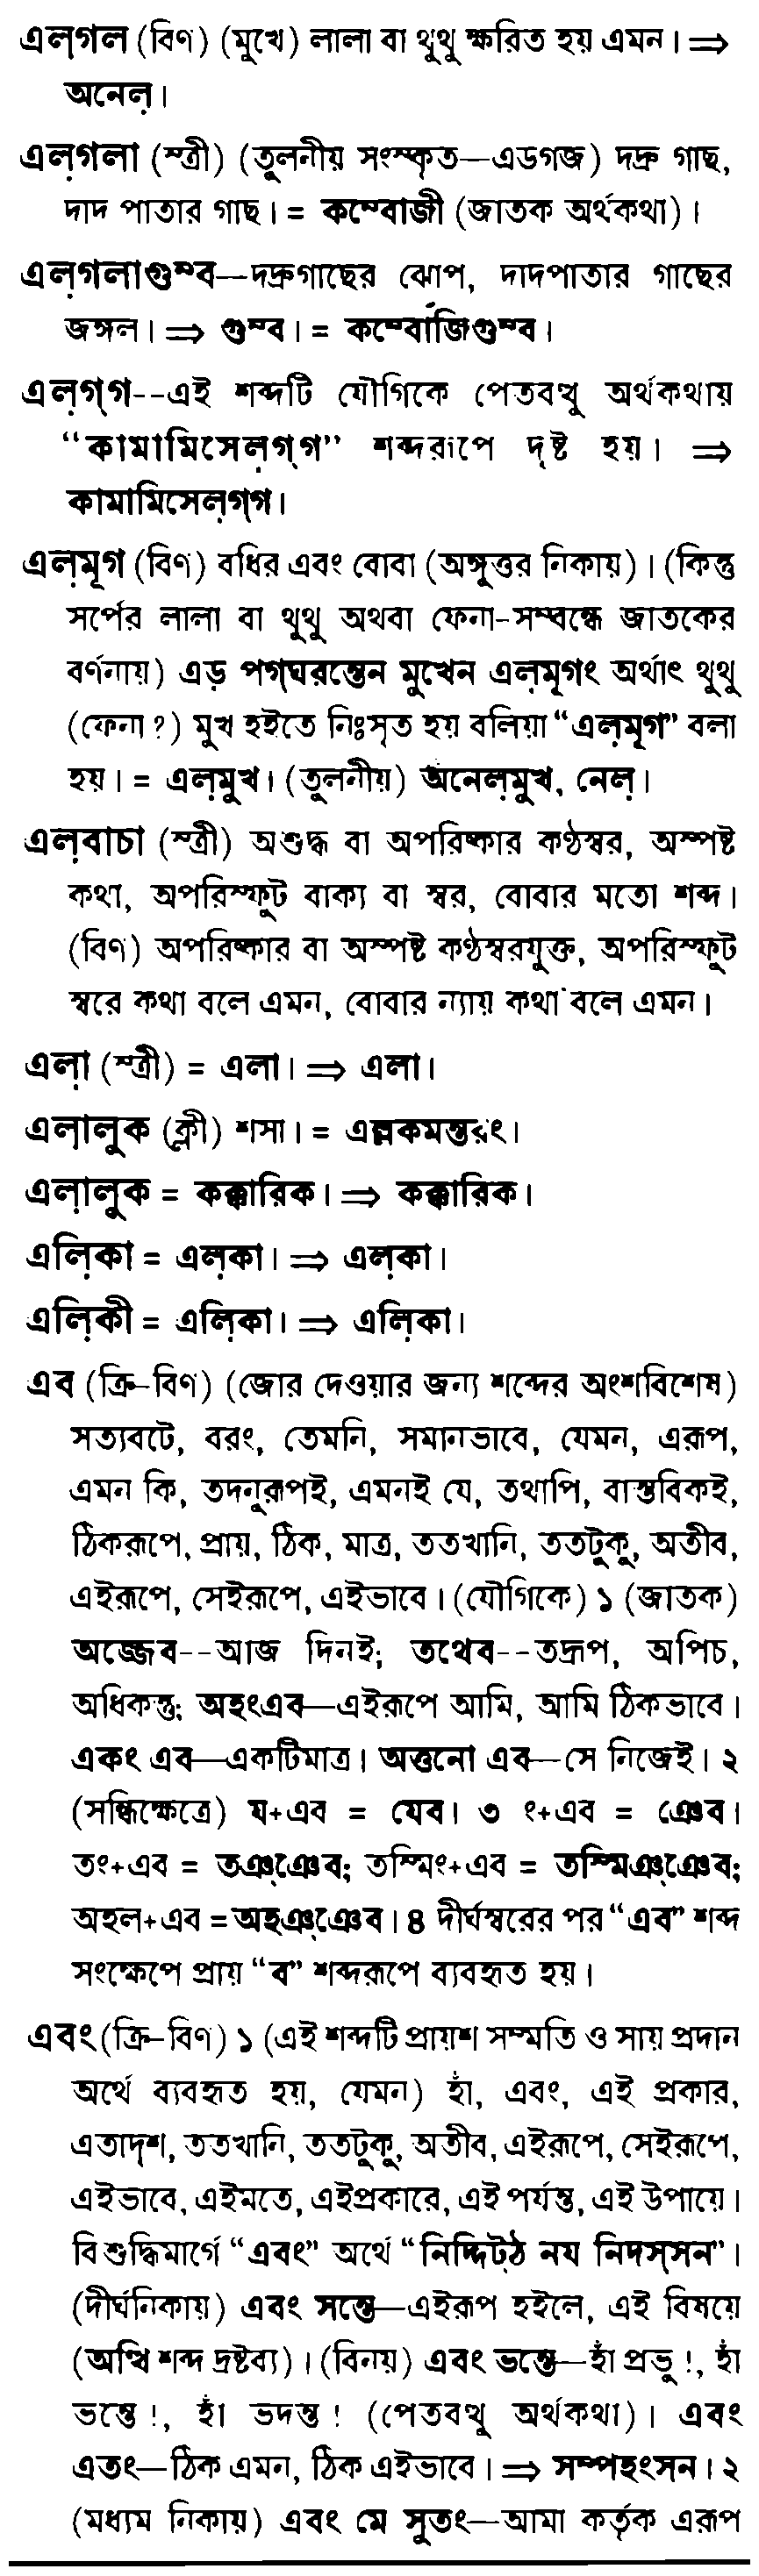 এল্গল (বিণ) (মুখে) লালা বা থুথু ক্ষরিত হয় এমন। ⇒
অনেল়।
এল়গলা (স্ত্রী) (তুলনীয় সংস্কৃত—এডগজ) দদ্রু গাছ,
দাদ পাতার গাছ। = কম্বোজী (জাতক অর্থকথা)।
এল়গলাগুম্ব—দদ্রুগাছের ঝোপ, দাদপাতার গাছের
জঙ্গল। ⇒ গুম্ব। = কম্বোজিগুম্ব।
এল়গ্গ--এই শব্দটি যৌগিকে পেতবত্থু অর্থকথায়
“কামামিসেল়গ্গ” শব্দরূপে দৃষ্ট হয়। ⇒
কামামিসেল়গ্গ।
এল়মূগ (বিণ) বধির এবং বোবা (অঙ্গুত্তর নিকায়)। (কিন্তু
সর্পের লালা বা থুথু অথবা ফেনা-সম্বন্ধে জাতকের
বর্ণনায়) এড় পগ্ঘরন্তেন মুখেন এল়মূগং অর্থাৎ থুথু
(ফেনা?) মুখ হইতে নিঃসৃত হয় বলিয়া “এল়মূগ” বলা
হয়। = এল়মুখ। (তুলনীয়) অনেল়মুখ, নেল়।
এল়বাচা (স্ত্রী) অশুদ্ধ বা অপরিষ্কার কণ্ঠস্বর, অস্পষ্ট
কথা, অপরিস্ফুট বাক্য বা স্বর, বোবার মতো শব্দ।
(বিণ) অপরিষ্কার বা অস্পষ্ট কণ্ঠস্বরযুক্ত, অপরিস্ফুট
স্বরে কথা বলে এমন, বোবার ন্যায় কথা বলে এমন।
এল়া (স্ত্রী) = এলা। ⇒ এলা।
এল়ালুক (ক্লী) শসা। = এল্লকমন্তরং।
এল়ালুক = কক্কারিক। ⇒ কক্কারিক।
এল়িকা = এল়কা। ⇒ এল়কা।
এল়িকী = এল়িকা। ⇒ এল়িকা।
এব (ক্রি-বিণ) (জোর দেওয়ার জন্য শব্দের অংশবিশেষ)
সত্যবটে, বরং, তেমনি, সমানভাবে, যেমন, এরূপ,
এমন কি, তদনুরূপই, এমনই যে, তথাপি, বাস্তবিকই,
ঠিকরূপে, প্রায়, ঠিক, মাত্র, ততখানি, ততটুকু, অতীব,
এইরূপে, সেইরূপে, এইভাবে। (যৌগিকে) ১ (জাতক)
অজ্জেব--আজ দিনই; তথেব--তদ্রূপ, অপিচ,
অধিকন্তু; অহংএব—এইরূপে আমি, আমি ঠিকভাবে।
একং এব—একটিমাত্র। অত্তনো এব—সে নিজেই। ২
(সন্ধিক্ষেত্রে) য+এব = যেব। ৩ ং+এব = ঞেব।
তং+এব = তঞ্ঞেব; তস্মিং+এব = তস্মিঞ্ঞেব;
অহল+এব =অহঞ্ঞেব। ৪ দীর্ঘস্বরের পর “এব” শব্দ
সংক্ষেপে প্রায় “ব” শব্দরূপে ব্যবহৃত হয়।
এবং (ক্রি-বিণ) ১ (এই শব্দটি প্রায়শ সম্মতি ও সায় প্রদান
অর্থে ব্যবহৃত হয়, যেমন) হাঁ, এবং, এই প্রকার,
এতাদৃশ, ততখানি, ততটুকু, অতীব, এইরূপে, সেইরূপে,
এইভাবে, এইমতে, এইপ্রকারে, এই পর্যন্ত, এই উপায়ে।
বিশুদ্ধিমার্গে “এবং” অর্থে “নিদ্দিট্ঠ নয নিদস্সন”।
(দীর্ঘনিকায়) এবং সন্তে—এইরূপ হইলে, এই বিষয়ে
(অত্থি শব্দ দ্রষ্টব্য)। (বিনয়) এবং ভন্তে—হাঁ প্রভু!, হাঁ
ভন্তে!, হাঁ ভদন্ত! (পেতবত্থু অর্থকথা)। এবং
এতং—ঠিক এমন, ঠিক এইভাবে। ⇒ সম্পহংসন। ২
(মধ্যম নিকায়) এবং মে সুতং—আমা কর্তৃক এরূপ